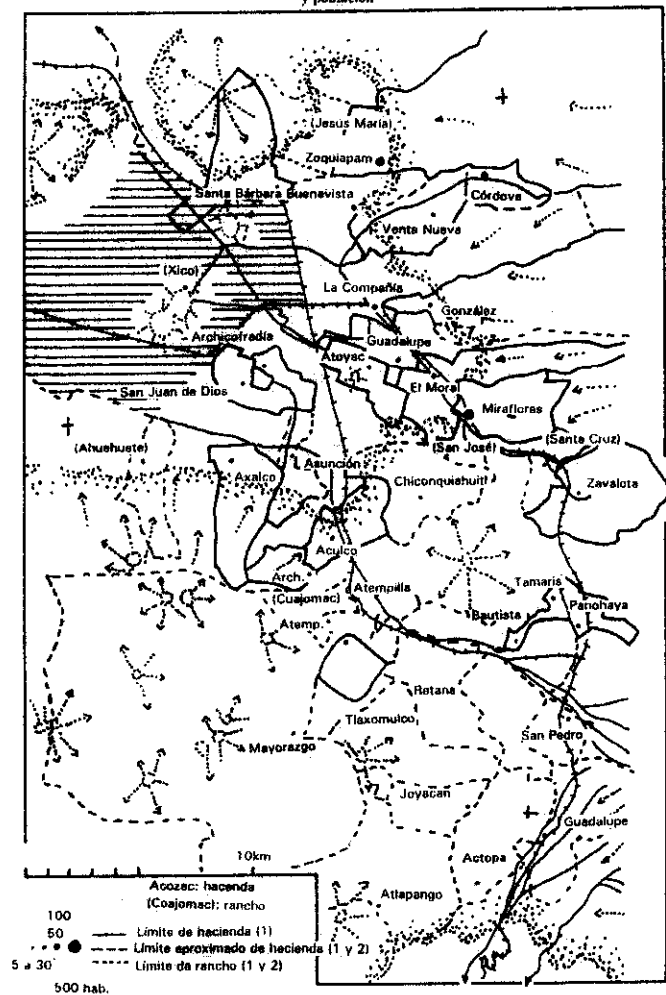 y población
(Jesús María)
Zoquiapam
Santa Bárbara Buenavista
Córdova
Venta Nueva
(Xico)
La Compañía
González
Archicofradía
Guadalupe
Atoyac
El Moral
San Juan de Dios
Miraflores
(Ahuehuete)
(San José)
(Santa Cruz)
Asunción
Axalco
Chiconquiahuit
Zavaleta
Aculco
Arch.
(Cuajomac)
Atempilla
Tamaris
Atemp.
Bautista
Panohaya
Retana
Tlaxomulco
San Pedro
Mayorazgo
Joyacan
Guadalupe
10km
Actopa
Acozac: hacenda
(Coajomac): rancho
Atlapango
100
50
Límite de hacienda (1)
Límite aproximado de hacienda (1 y 2)
5 a 30
Límite de rancho (1 y 2)
500 hab.